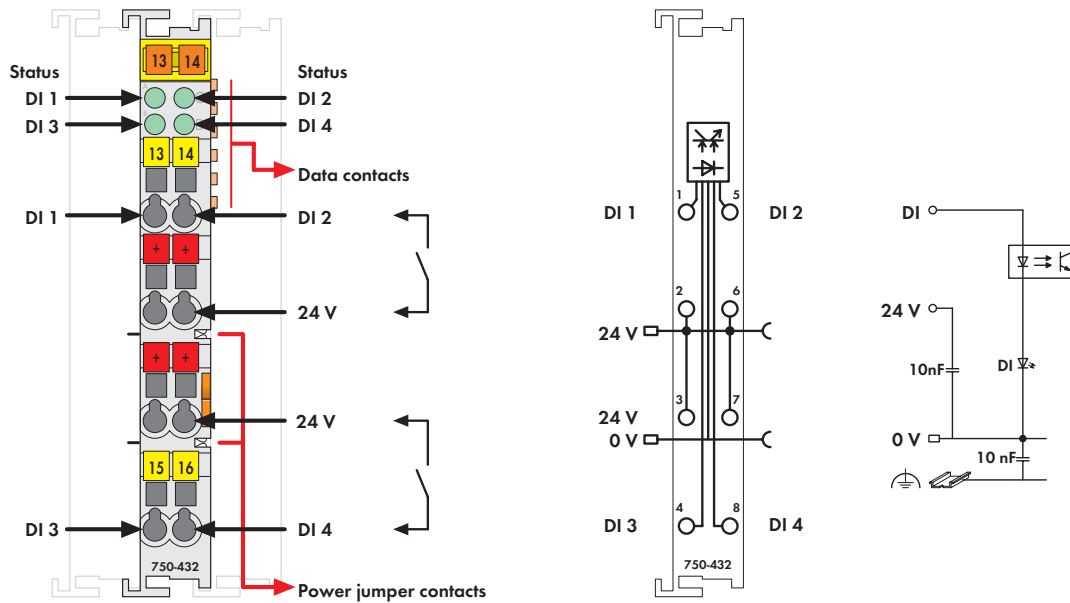 13 14
Status
Status
DI 1
DI 2
DI 3
DI 4
13 14
Data contacts
DI 1
DI 2
+ +
24 V
+ +
24 V
15 16
DI 3
DI 4
750-432
Power jumper contacts
1 5
DI 1
DI 2
2 6
24 V
3 7
24 V
0 V
4 8
DI 3
DI 4
750-432
DI
24 V
10nF
DI
0 V
10 nF